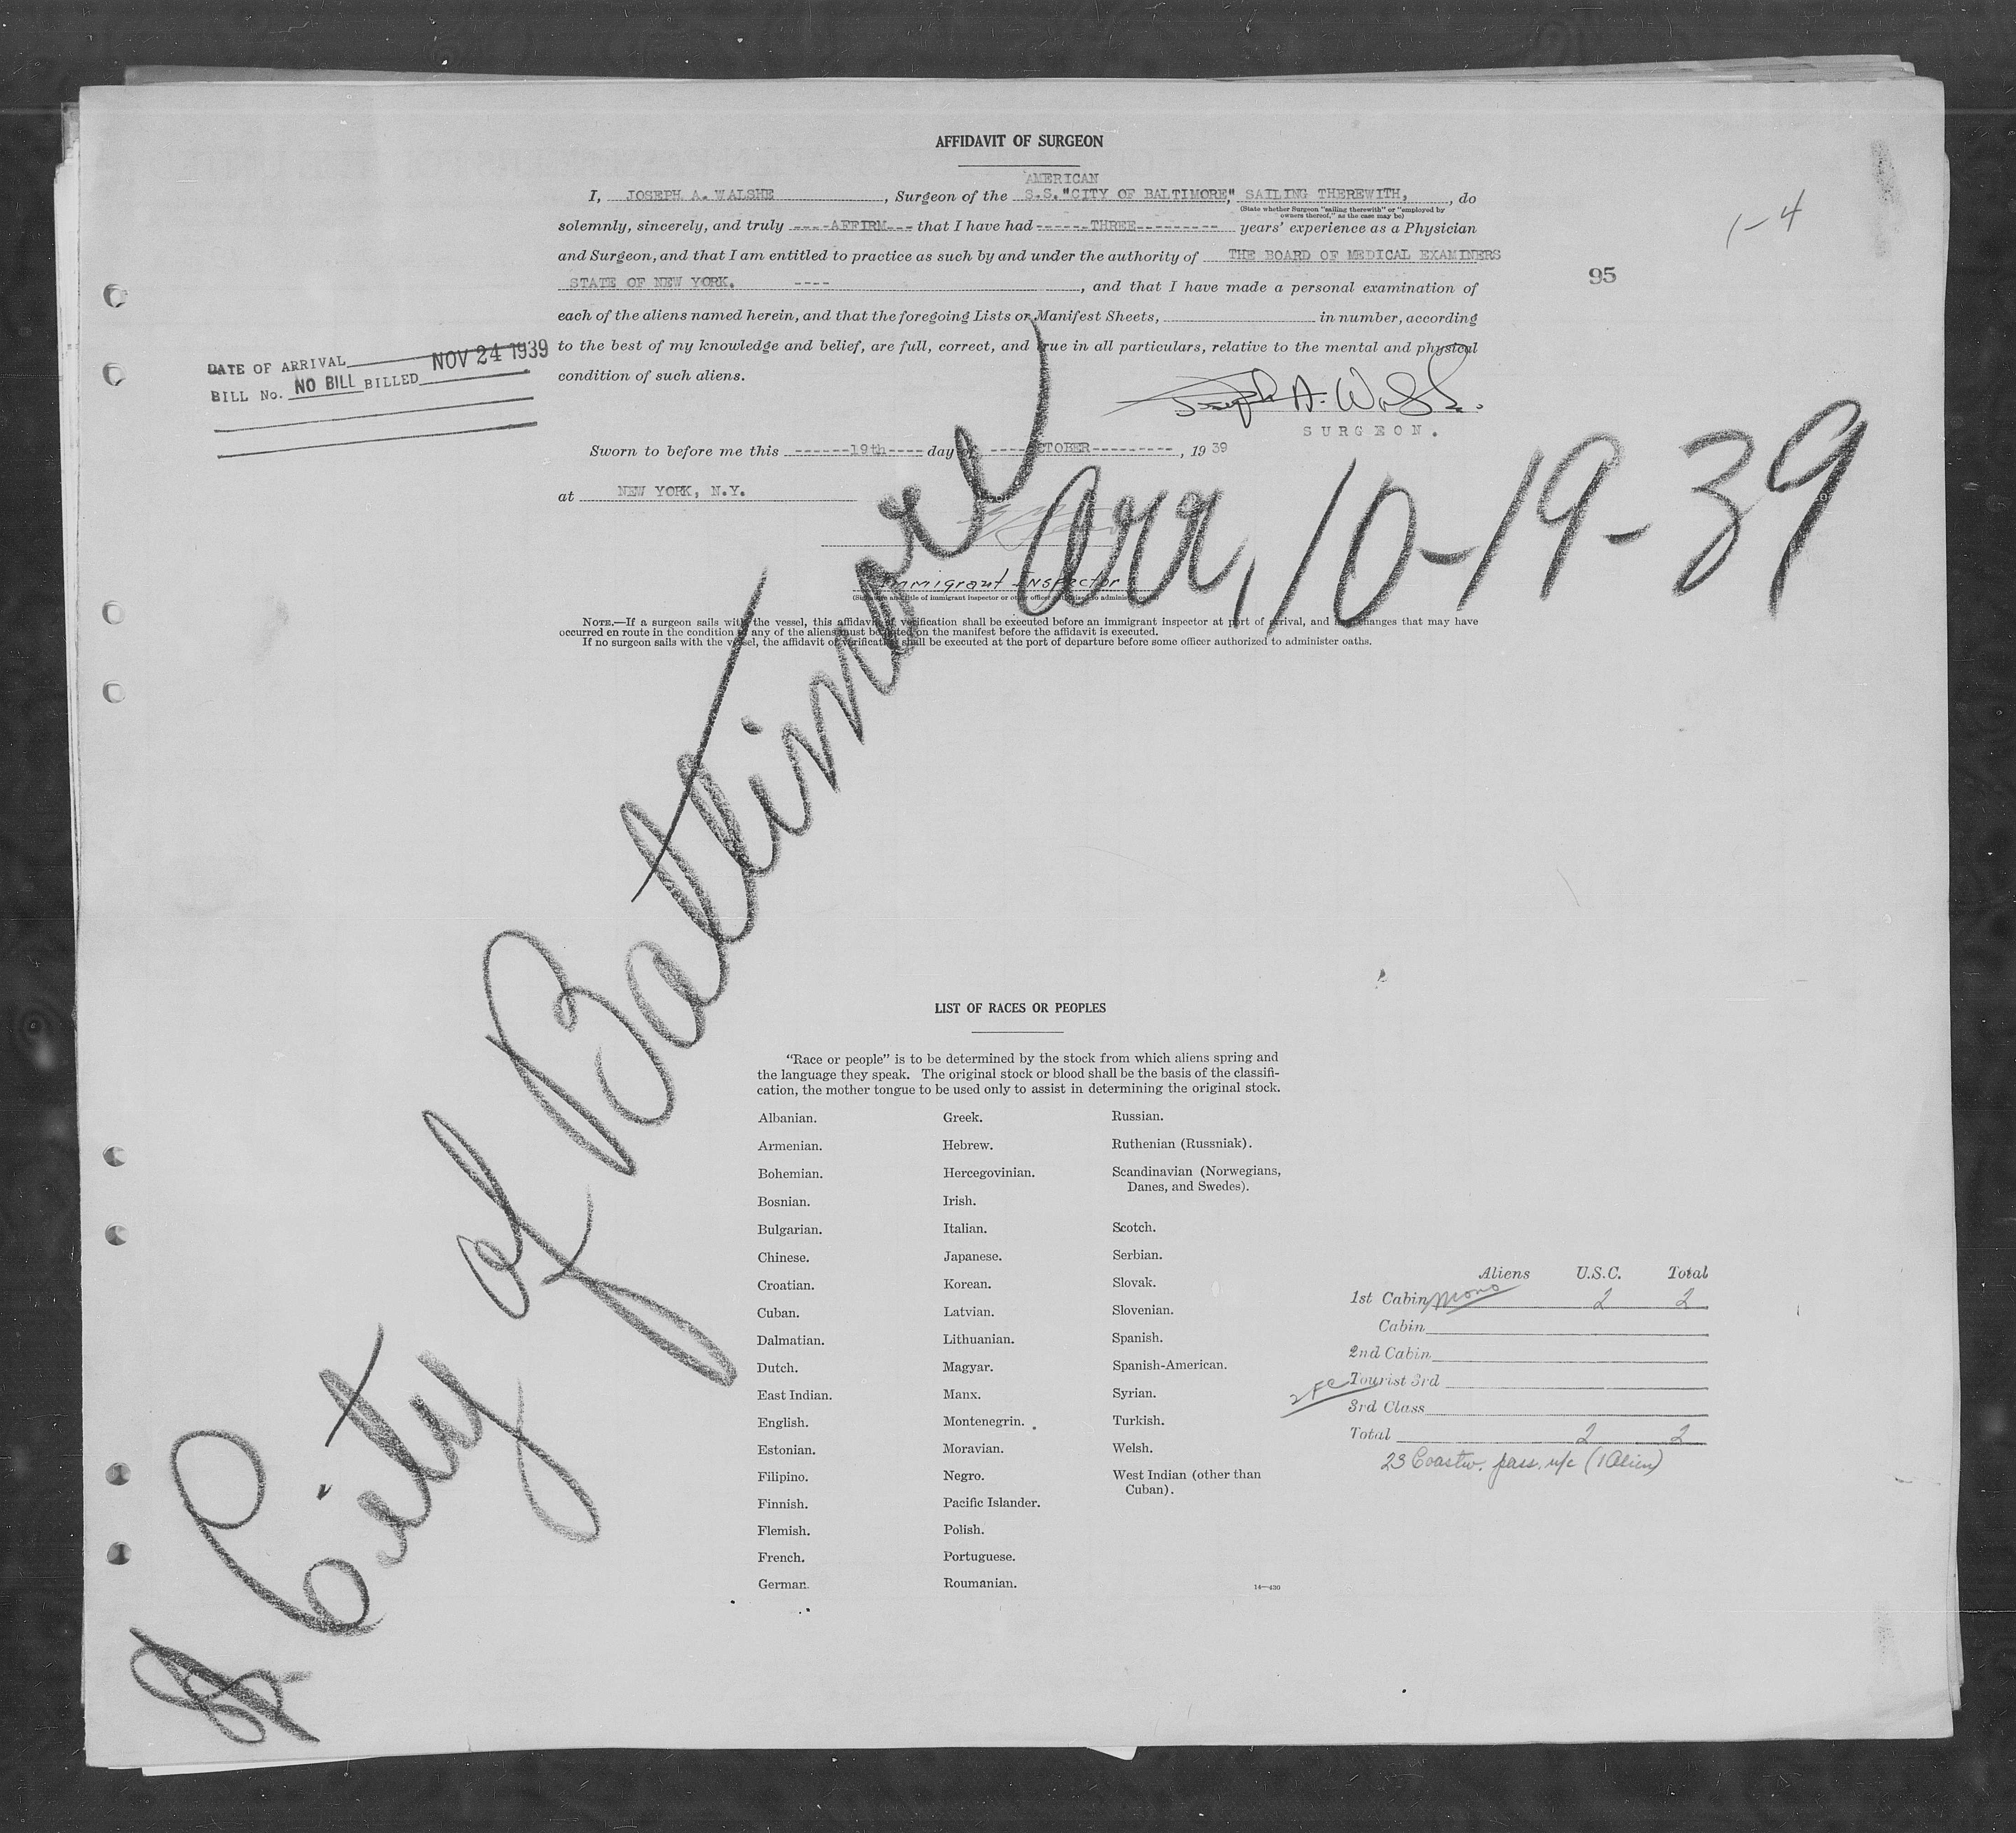 AFFIDAVIT OF SURGEON
AMERICAN
I, JOSEPH A. WALSHE, Surgeon of the S.S. "CITY OF BALTIMORE," SAILING THEREWITH, do
(State whether Surgeon "sailing therewith" or "employed by
owners thereof," as the case may be)
solemnly, sincerely, and truly ----AFFIRM--- that I have had ------THREE-------- years' experience as a Physician
and Surgeon, and that I am entitled to practice as such by and under the authority of THE BOARD OF MEDICAL EXAMINERS
STATE OF NEW YORK. ----, and that I have made a personal examination of
each of the aliens named herein, and that the foregoing Lists or Manifest Sheets, in number, according
to the best of my knowledge and belief, are full, correct, and true in all particulars, relative to the mental and physical
condition of such aliens.
1-4
95
DATE OF ARRIVAL NOV 24 1939
BILL No. NO BILL BILLED
Joseph A. Walshe.
SURGEON.
Sworn to before me this ------19th---- day of ----OCTOBER---------, 19 39
at NEW YORK, N.Y.
Immigrant Inspector
(Signature and title of immigrant inspector or other officer authorized to administer oaths)
Arr, 10-19-39
NOTE.—If a surgeon sails with the vessel, this affidavit of verification shall be executed before an immigrant inspector at port of arrival, and any changes that may have
occurred en route in the condition of any of the aliens must be noted on the manifest before the affidavit is executed.
If no surgeon sails with the vessel, the affidavit of verification shall be executed at the port of departure before some officer authorized to administer oaths.
City of Baltimore
LIST OF RACES OR PEOPLES
"Race or people" is to be determined by the stock from which aliens spring and
the language they speak. The original stock or blood shall be the basis of the classifi-
cation, the mother tongue to be used only to assist in determining the original stock.
Albanian.
Armenian.
Bohemian.
Bosnian.
Bulgarian.
Chinese.
Croatian.
Cuban.
Dalmatian.
Dutch.
East Indian.
English.
Estonian.
Filipino.
Finnish.
Flemish.
French.
German.
Greek.
Hebrew.
Hercegovinian.
Irish.
Italian.
Japanese.
Korean.
Latvian.
Lithuanian.
Magyar.
Manx.
Montenegrin.
Moravian.
Negro.
Pacific Islander.
Polish.
Portuguese.
Roumanian.
Russian.
Ruthenian (Russniak).
Scandinavian (Norwegians,
Danes, and Swedes).
Scotch.
Serbian.
Slovak.
Slovenian.
Spanish.
Spanish-American.
Syrian.
Turkish.
Welsh.
West Indian (other than
Cuban).
14—430
Aliens U.S.C. Total
1st Cabin 2 2
Cabin
2nd Cabin
Tourist 3rd
3rd Class
Total 2 2
23 Coastw. pass. (1 Alien)